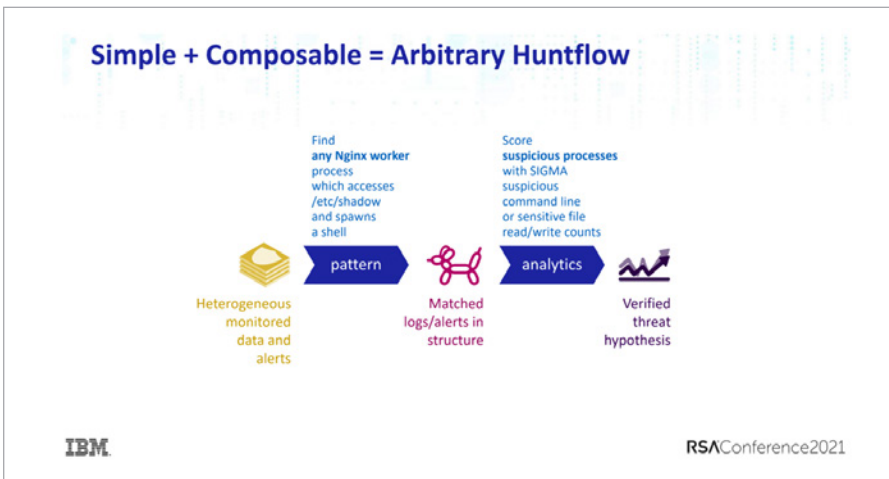 Simple + Composable = Arbitrary Huntflow
Find
any Nginx worker
process
which accesses
/etc/shadow
and spawns
a shell
Score
suspicious processes
with SIGMA
suspicious
command line
or sensitive file
read/write counts
pattern
analytics
Heterogeneous
monitored
data and
alerts
Matched
logs/alerts in
structure
Verified
threat
hypothesis
IBM
RSAConference2021